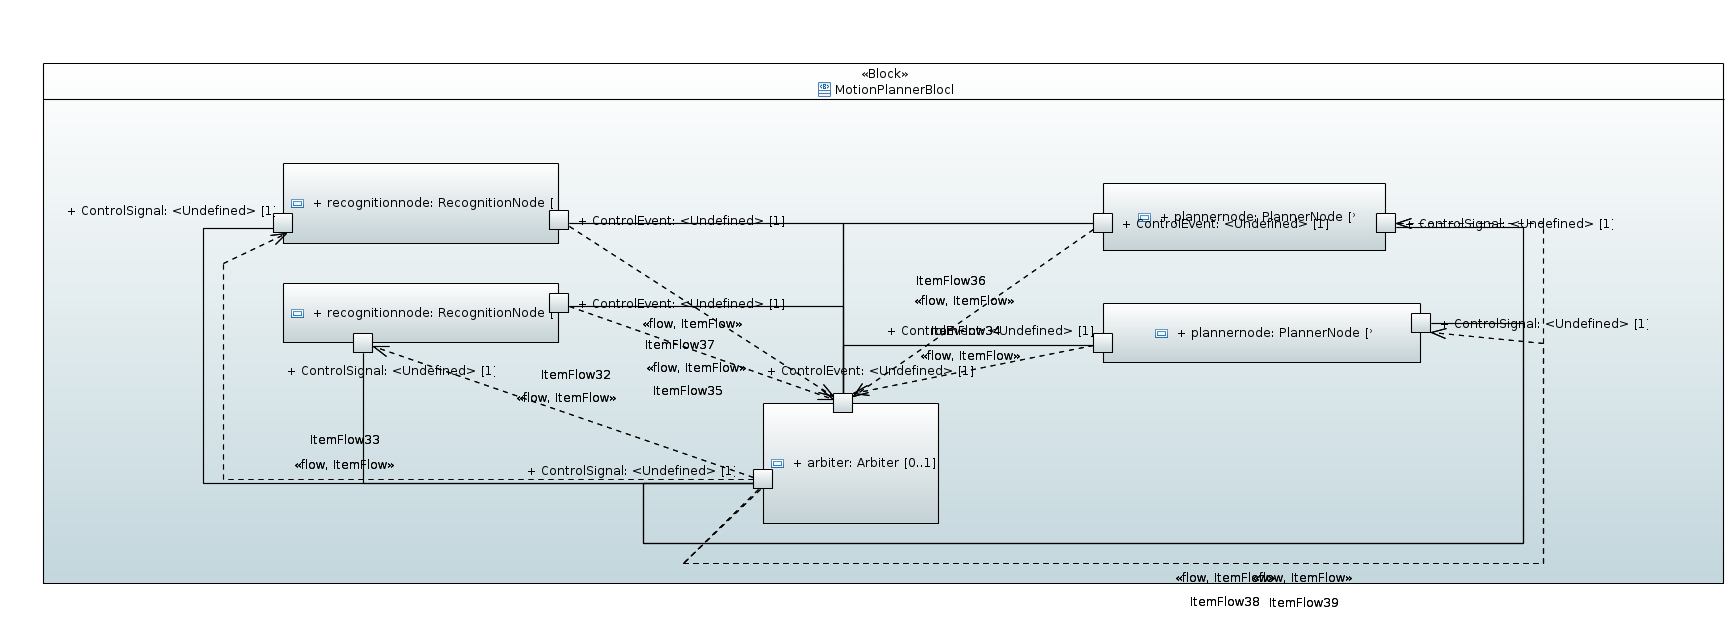 «Block»
MotionPlannerBlocl
+ recognitionnode: RecognitionNode [
+ ControlSignal: <Undefined> [1]
+ ControlEvent: <Undefined> [1]
+ plannernode: PlannerNode [
+ ControlEvent: <Undefined> [1]
+ ControlSignal: <Undefined> [1]
ItemFlow36
«flow, ItemFlow»
+ recognitionnode: RecognitionNode [
+ ControlEvent: <Undefined> [1]
«flow, ItemFlow»
ItemFlow37
+ ControlEvent: <Undefined> [1]
ItemFlow34
+ plannernode: PlannerNode [
+ ControlSignal: <Undefined> [1]
«flow, ItemFlow»
«flow, ItemFlow»
ItemFlow35
+ ControlEvent: <Undefined> [1]
+ ControlSignal: <Undefined> [1]
ItemFlow32
«flow, ItemFlow»
ItemFlow33
«flow, ItemFlow»
+ ControlSignal: <Undefined> [1]
+ arbiter: Arbiter [0..1]
«flow, ItemFlow»
«flow, ItemFlow»
ItemFlow38
ItemFlow39